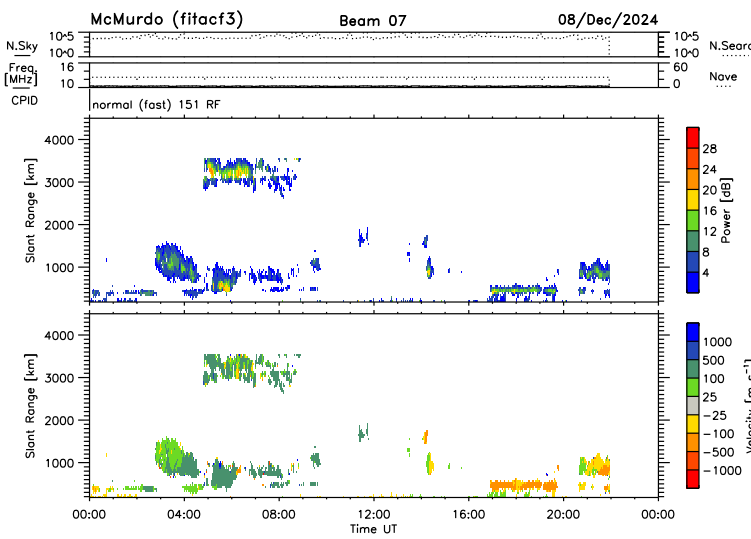 McMurdo (fitacf3) Beam 07 08/Dec/2024
N.Sky 10^5 10^0 10^5 10^0 N.Sear
Freq. [MHz] 16 10 60 0 Nave
CPID normal (fast) 151 RF
Slant Range [km] 4000 3000 2000 1000
Power [dB] 28 24 20 16 12 8 4
Slant Range [km] 4000 3000 2000 1000
Velocity [m s⁻¹] 1000 500 100 25 -25 -100 -500 -1000
00:00 04:00 08:00 12:00 16:00 20:00 00:00
Time UT